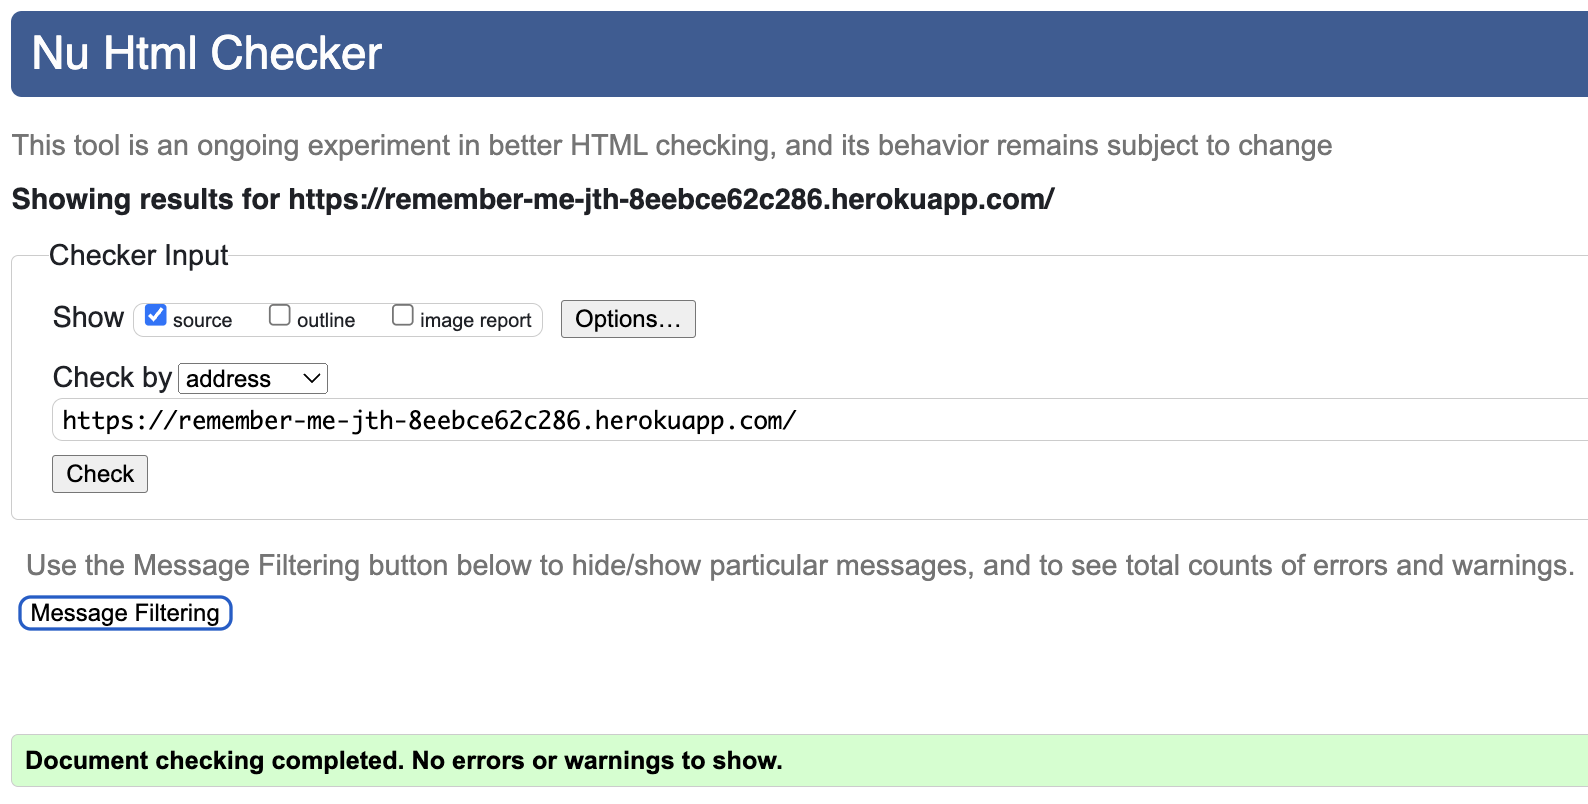 Nu Html Checker
This tool is an ongoing experiment in better HTML checking, and its behavior remains subject to change
Showing results for https://remember-me-jth-8eebce62c286.herokuapp.com/
Checker Input
Show source outline image report Options…
Check by address
https://remember-me-jth-8eebce62c286.herokuapp.com/
Check
Use the Message Filtering button below to hide/show particular messages, and to see total counts of errors and warnings.
Message Filtering
Document checking completed. No errors or warnings to show.